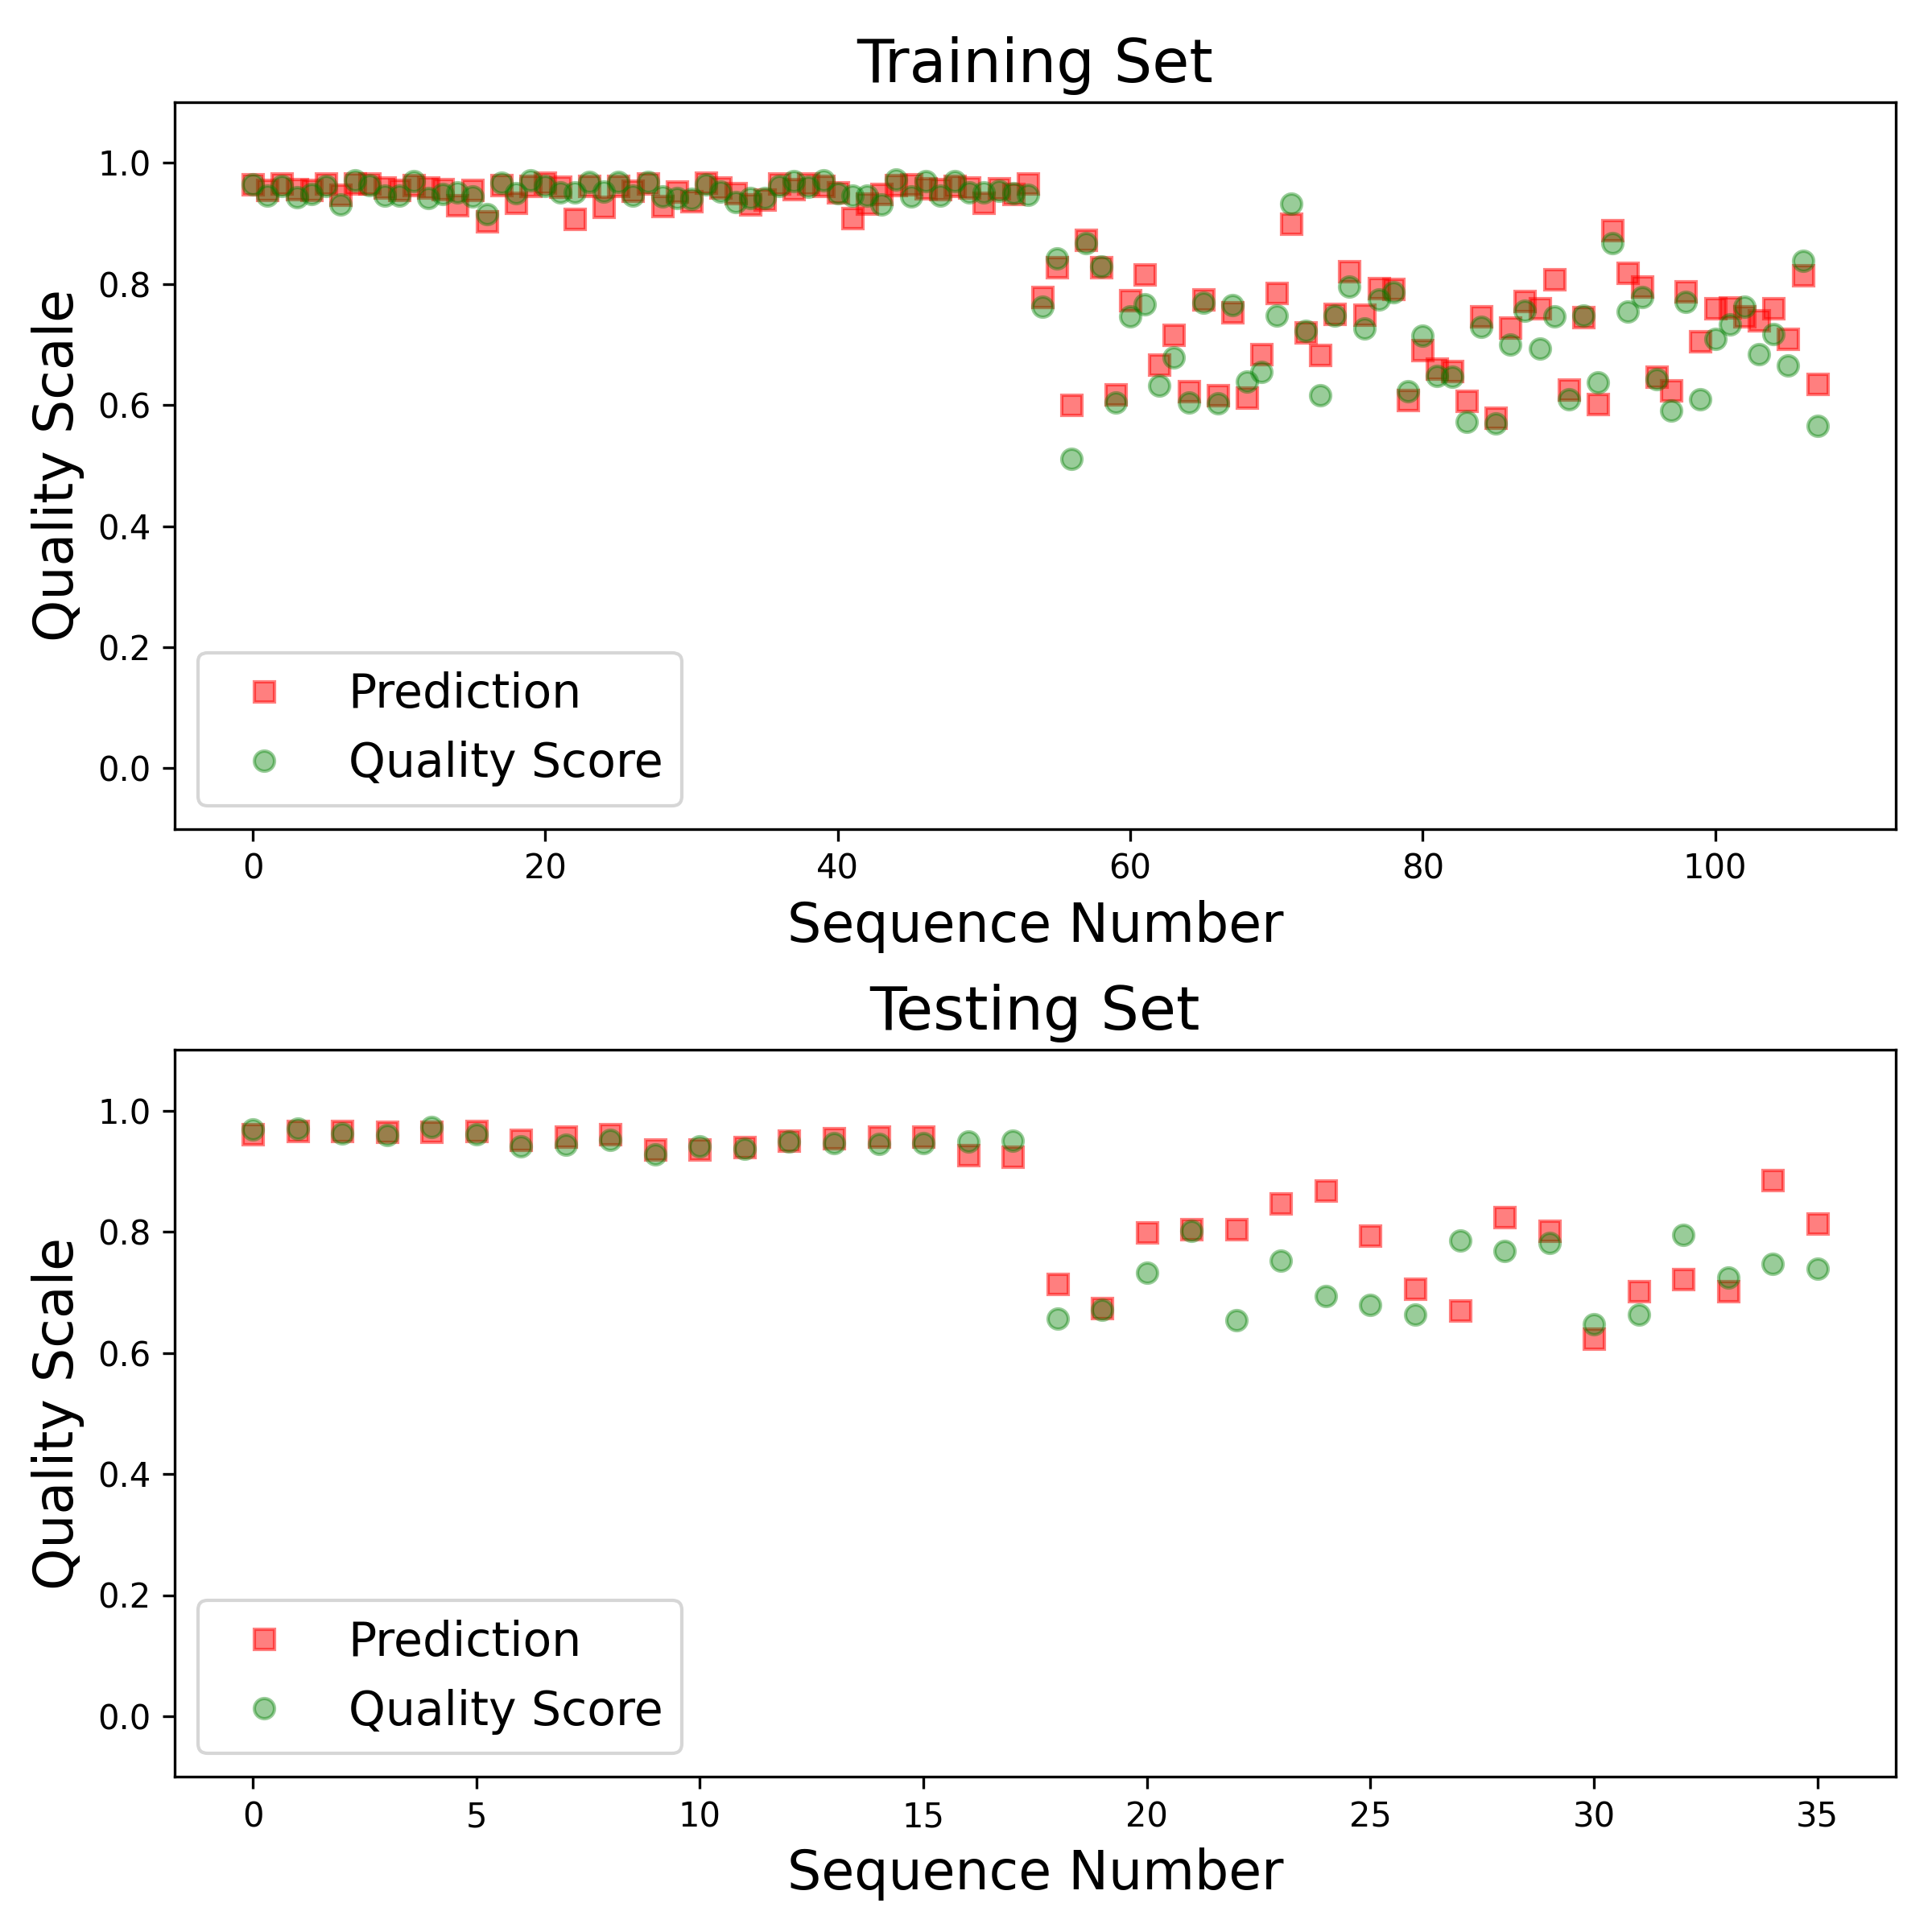 Training Set
1.0
0.8
0.6
0.4
0.2
0.0
Quality Scale
Prediction
Quality Score
0 20 40 60 80 100
Sequence Number
Testing Set
1.0
0.8
0.6
0.4
0.2
0.0
Quality Scale
Prediction
Quality Score
0 5 10 15 20 25 30 35
Sequence Number